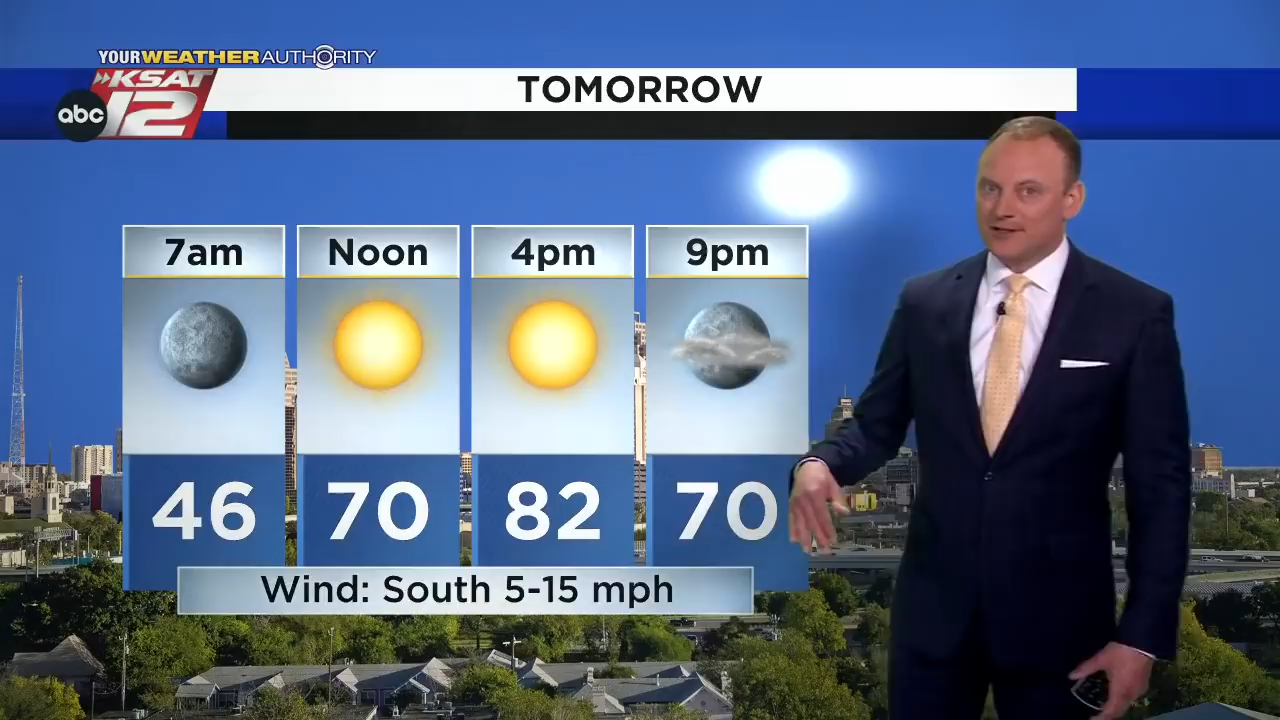 YOURWEATHERAUTHORITY
KSAT
abc 12
TOMORROW
7am Noon 4pm 9pm
46 70 82 70
Wind: South 5-15 mph